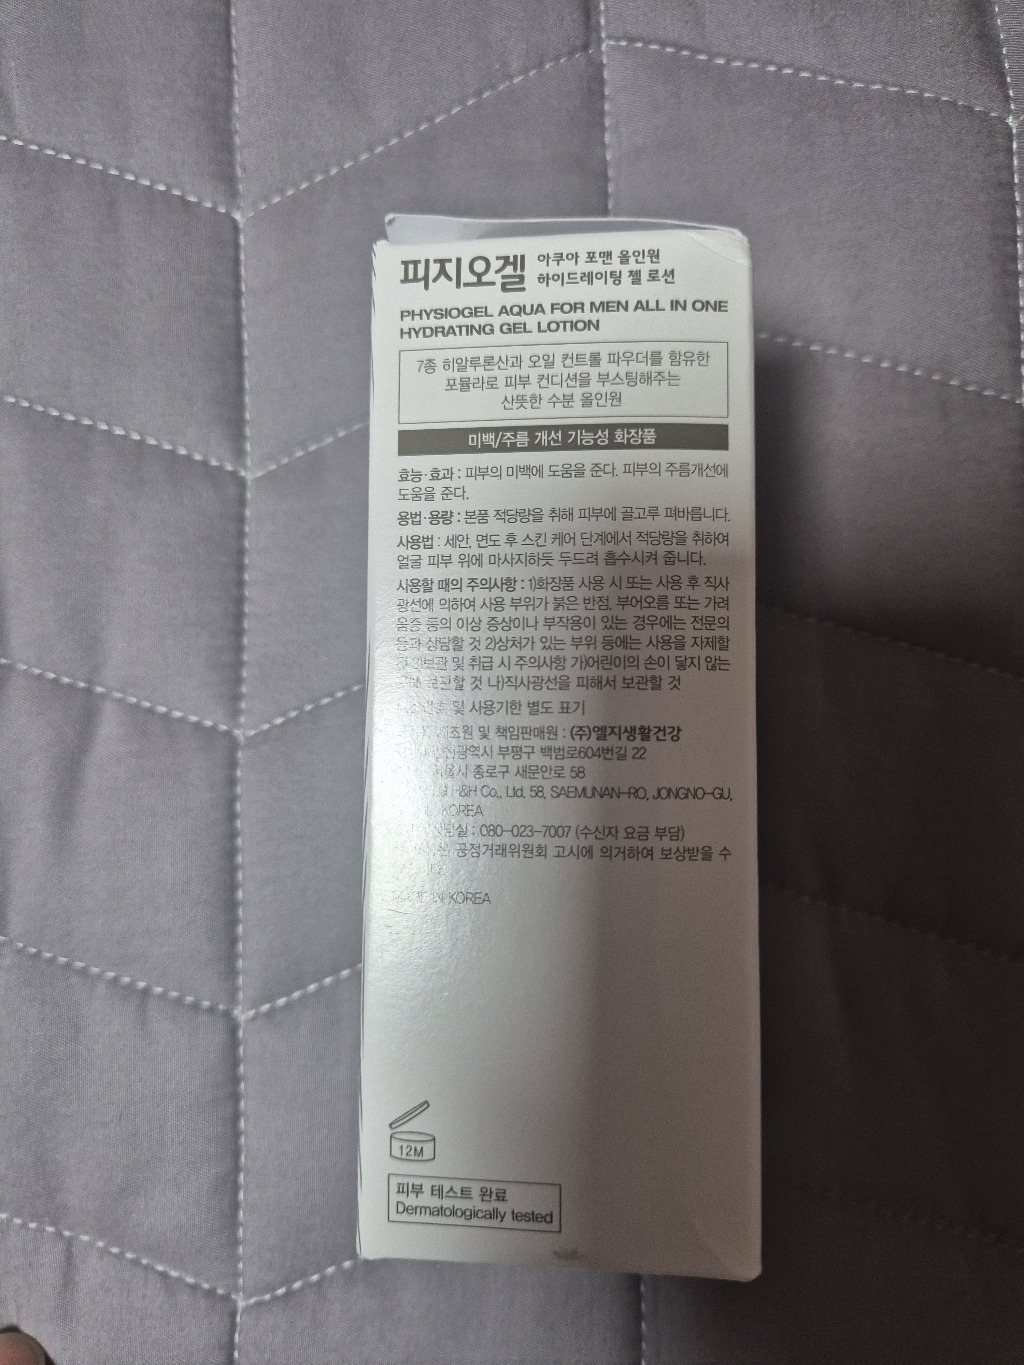 피지오겔 아쿠아 포맨 올인원
하이드레이팅 젤 로션
PHYSIOGEL AQUA FOR MEN ALL IN ONE
HYDRATING GEL LOTION
7종 히알루론산과 오일 컨트롤 파우더를 함유한
포뮬라로 피부 컨디션을 부스팅해주는
산뜻한 수분 올인원
미백/주름 개선 기능성 화장품
효능·효과 : 피부의 미백에 도움을 준다. 피부의 주름개선에
도움을 준다.
용법·용량 : 본품 적당량을 취해 피부에 골고루 펴바릅니다.
사용법 : 세안, 면도 후 스킨 케어 단계에서 적당량을 취하여
얼굴 피부 위에 마사지하듯 두드려 흡수시켜 줍니다.
사용할 때의 주의사항 : 1)화장품 사용 시 또는 사용 후 직사
광선에 의하여 사용 부위가 붉은 반점, 부어오름 또는 가려
움증 등의 이상 증상이나 부작용이 있는 경우에는 전문의
등과 상담할 것 2)상처가 있는 부위 등에는 사용을 자제할
것 3)보관 및 취급 시 주의사항 가)어린이의 손이 닿지 않는
보관할 것 나)직사광선을 피해서 보관할 것
및 사용기한 별도 표기
제조원 및 책임판매원 : (주)엘지생활건강
인천광역시 부평구 백범로604번길 22
서울시 종로구 새문안로 58
H&H Co., Ltd. 58, SAEMUNAN-RO, JONGNO-GU,
KOREA
: 080-023-7007 (수신자 요금 부담)
공정거래위원회 고시에 의거하여 보상받을 수
MADE IN KOREA
12M
피부 테스트 완료
Dermatologically tested